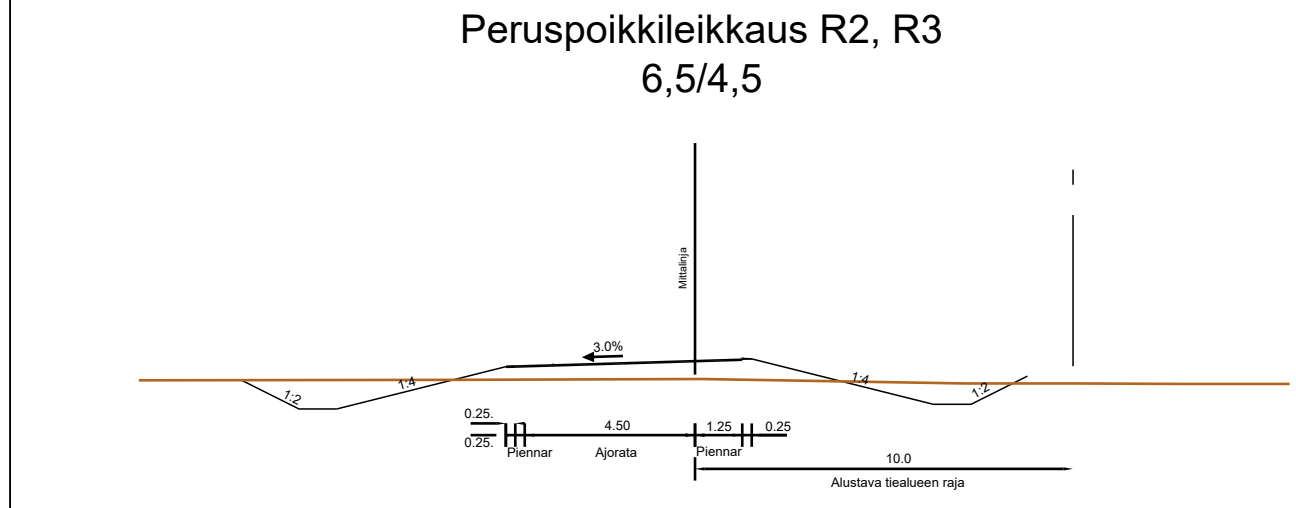 Peruspoikkileikkaus R2, R3
6,5/4,5
Mittalinja
3.0%
1:2
1:4
1:4
1:2
0.25.
0.25.
4.50
1.25
0.25
Piennar
Ajorata
Piennar
10.0
Alustava tiealueen raja